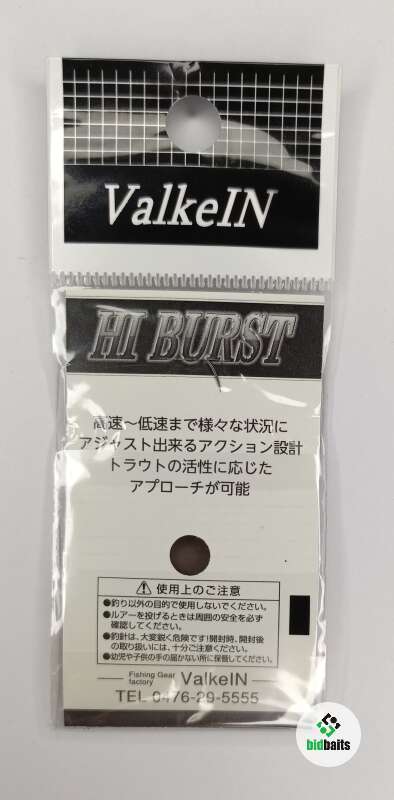 ValkeIN
HI BURST
高速～低速まで様々な状況に
アジャスト出来るアクション設計
トラウトの活性に応じた
アプローチが可能
⚠ 使用上のご注意
●釣り以外の目的で使用しないでください。
●ルアーを投げるときは周囲の安全を必ず
確認してください。
●釣針は、大変鋭く危険です!開封時、開封後
の取り扱いには、十分ご注意ください。
●幼児や子供の手の届かない所に保管してください。
Fishing Gear
factory
ValkeIN
TEL 0476-29-5555
bidbaits